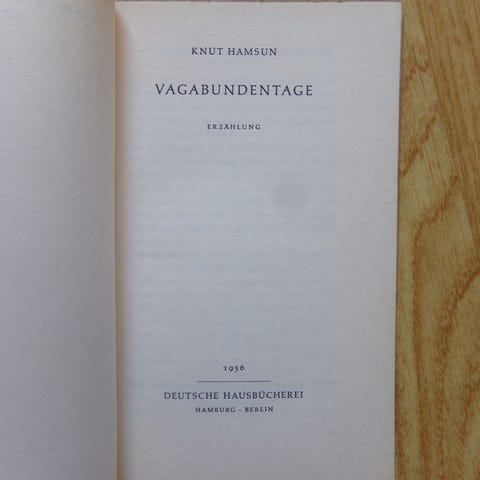 KNUT HAMSUN
VAGABUNDENTAGE
ERZÄHLUNG
1956
DEUTSCHE HAUSBÜCHEREI
HAMBURG - BERLIN